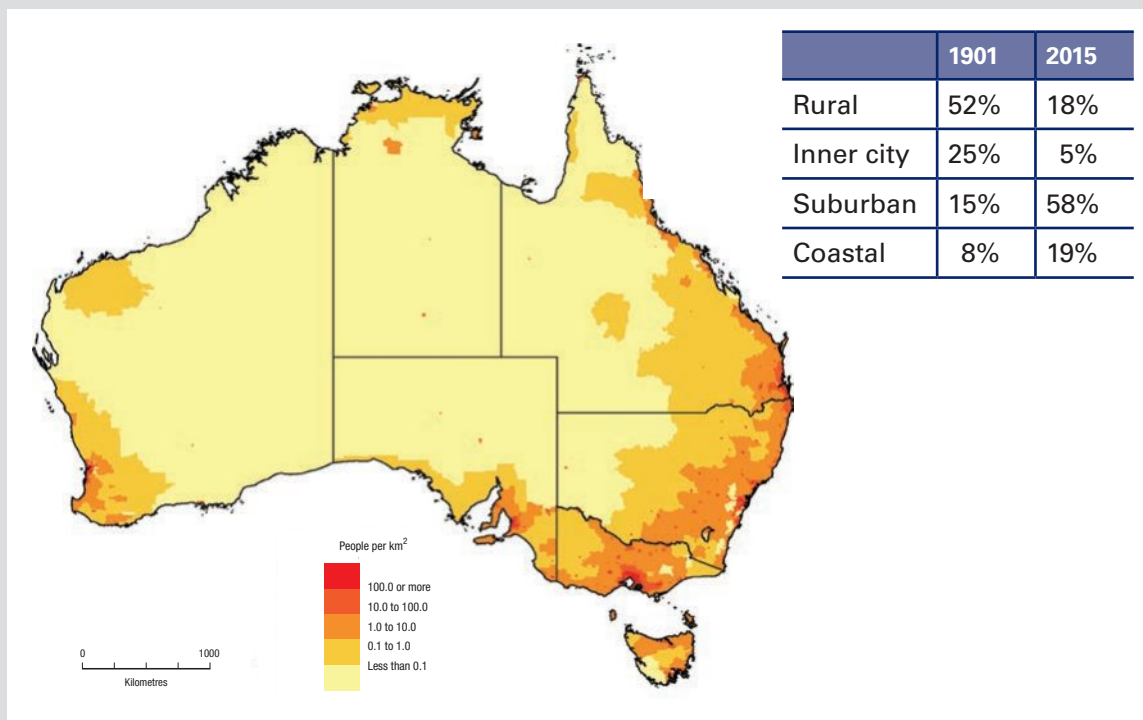 1901 2015
Rural 52% 18%
Inner city 25% 5%
Suburban 15% 58%
Coastal 8% 19%
People per km²
100.0 or more
10.0 to 100.0
1.0 to 10.0
0.1 to 1.0
Less than 0.1
0 1000
Kilometres